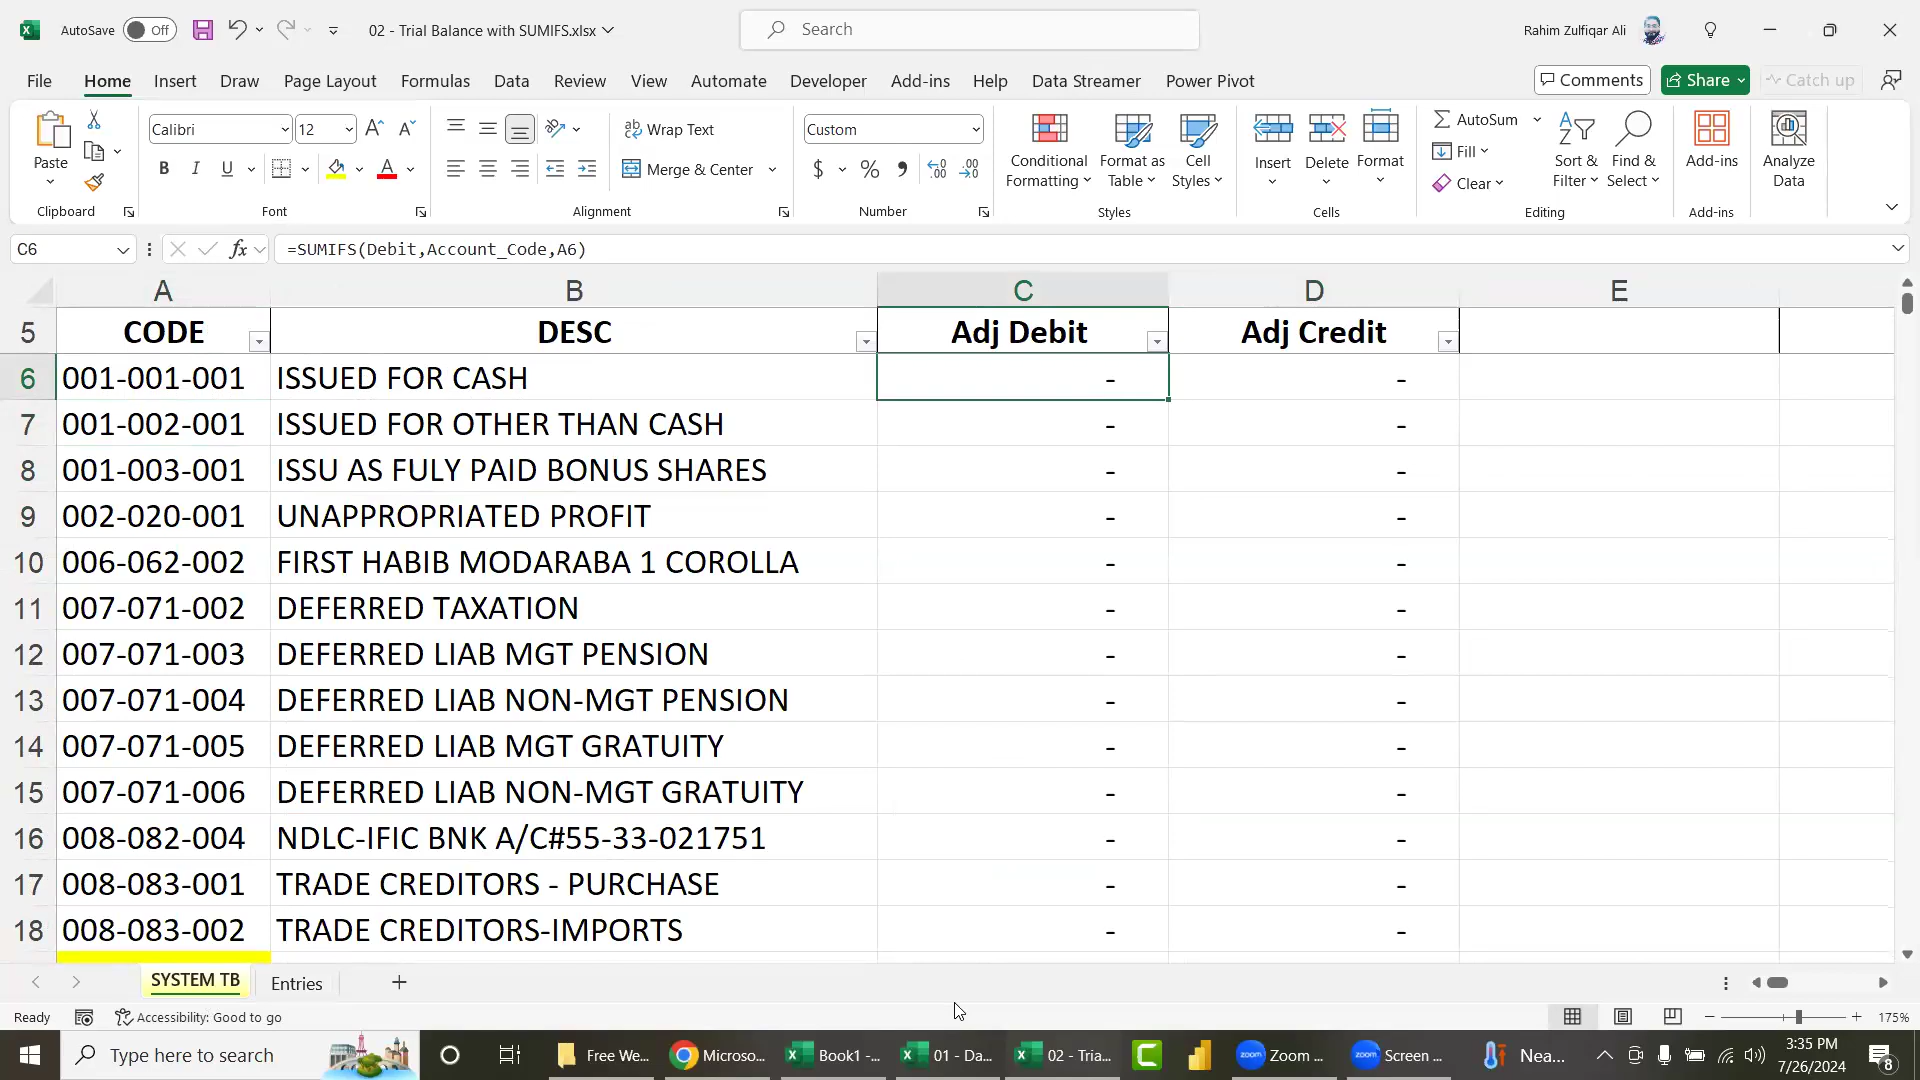 AutoSave Off 02 - Trial Balance with SUMIFS.xlsx Search Rahim Zulfiqar Ali
File Home Insert Draw Page Layout Formulas Data Review View Automate Developer Add-ins Help Data Streamer Power Pivot Comments Share Catch up
Paste Calibri 12 Wrap Text Custom Conditional Formatting Format as Table Cell Styles Insert Delete Format AutoSum Sort & Filter Find & Select Add-ins Analyze Data
B I U Merge & Center $ % Fill Clear
Clipboard Font Alignment Number Styles Cells Editing Add-ins
C6 fx =SUMIFS(Debit,Account_Code,A6)
A B C D E
5 CODE DESC Adj Debit Adj Credit
6 001-001-001 ISSUED FOR CASH - -
7 001-002-001 ISSUED FOR OTHER THAN CASH - -
8 001-003-001 ISSU AS FULY PAID BONUS SHARES - -
9 002-020-001 UNAPPROPRIATED PROFIT - -
10 006-062-002 FIRST HABIB MODARABA 1 COROLLA - -
11 007-071-002 DEFERRED TAXATION - -
12 007-071-003 DEFERRED LIAB MGT PENSION - -
13 007-071-004 DEFERRED LIAB NON-MGT PENSION - -
14 007-071-005 DEFERRED LIAB MGT GRATUITY - -
15 007-071-006 DEFERRED LIAB NON-MGT GRATUITY - -
16 008-082-004 NDLC-IFIC BNK A/C#55-33-021751 - -
17 008-083-001 TRADE CREDITORS - PURCHASE - -
18 008-083-002 TRADE CREDITORS-IMPORTS - -
SYSTEM TB Entries
Ready Accessibility: Good to go 175%
Type here to search Free We... Microso... Book1 -... 01 - Da... 02 - Tria... Zoom ... Screen ... Nea... 3:35 PM
7/26/2024 8